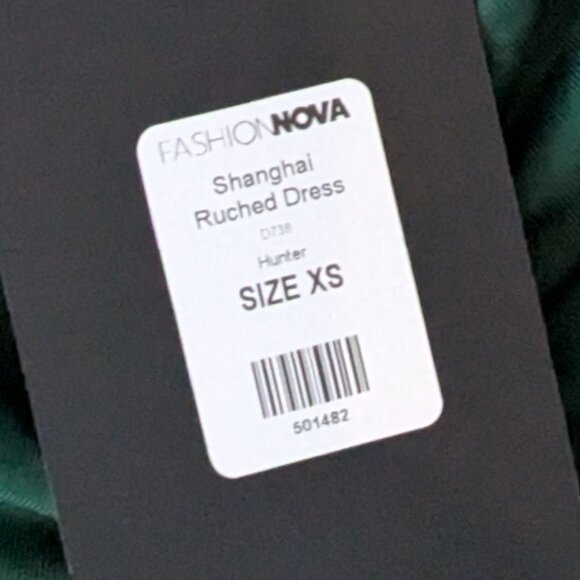 FASHIONNOVA
Shanghai
Ruched Dress
D738
Hunter
SIZE XS
501482